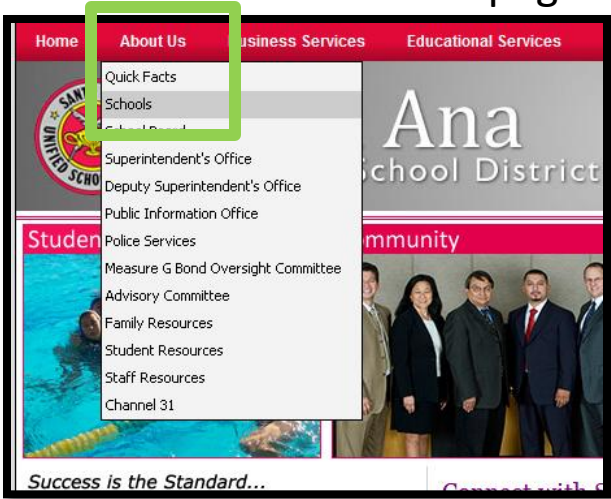 Home About Us Business Services Educational Services
Quick Facts
Schools
School Board
Superintendent's Office
Deputy Superintendent's Office
Public Information Office
Police Services
Measure G Bond Oversight Committee
Advisory Committee
Family Resources
Student Resources
Staff Resources
Channel 31
Ana
School District
Success is the Standard...